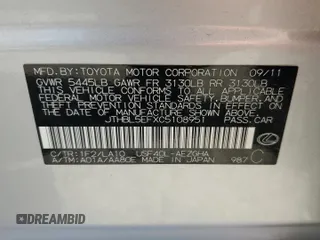 MFD.BY:TOYOTA MOTOR CORPORATION 09/11
GVWR 5445LB GAWR FR 3130LB RR 3130LB
THIS VEHICLE CONFORMS TO ALL APPLICABLE
FEDERAL MOTOR VEHICLE SAFETY, BUMPER, AND
THEFT PREVENTION STANDARDS IN EFFECT ON
THE DATE OF MANUFACTURE SHOWN ABOVE.
JTHBL5EFXC5108951 PASS.CAR
C/TR:1F2/LA10 USF40L-AEZGHA
A/TM:AD1A/AA80E MADE IN JAPAN 987 C
DREAMBID